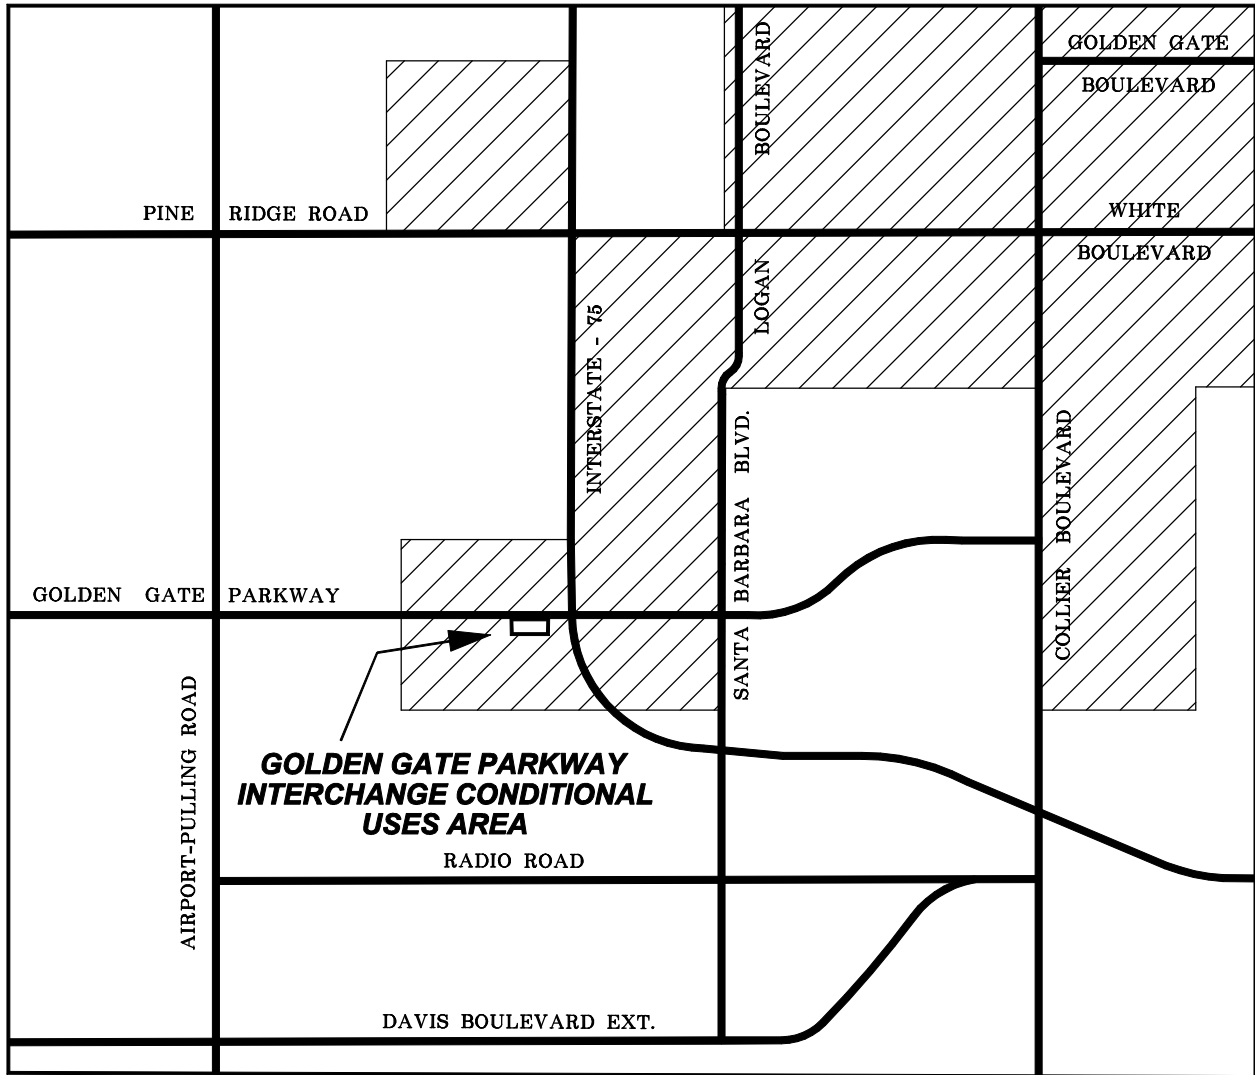 GOLDEN GATE
BOULEVARD
BOULEVARD
PINE RIDGE ROAD
WHITE
BOULEVARD
LOGAN
INTERSTATE - 75
SANTA BARBARA BLVD.
COLLIER BOULEVARD
GOLDEN GATE PARKWAY
AIRPORT-PULLING ROAD
GOLDEN GATE PARKWAY
INTERCHANGE CONDITIONAL
USES AREA
RADIO ROAD
DAVIS BOULEVARD EXT.